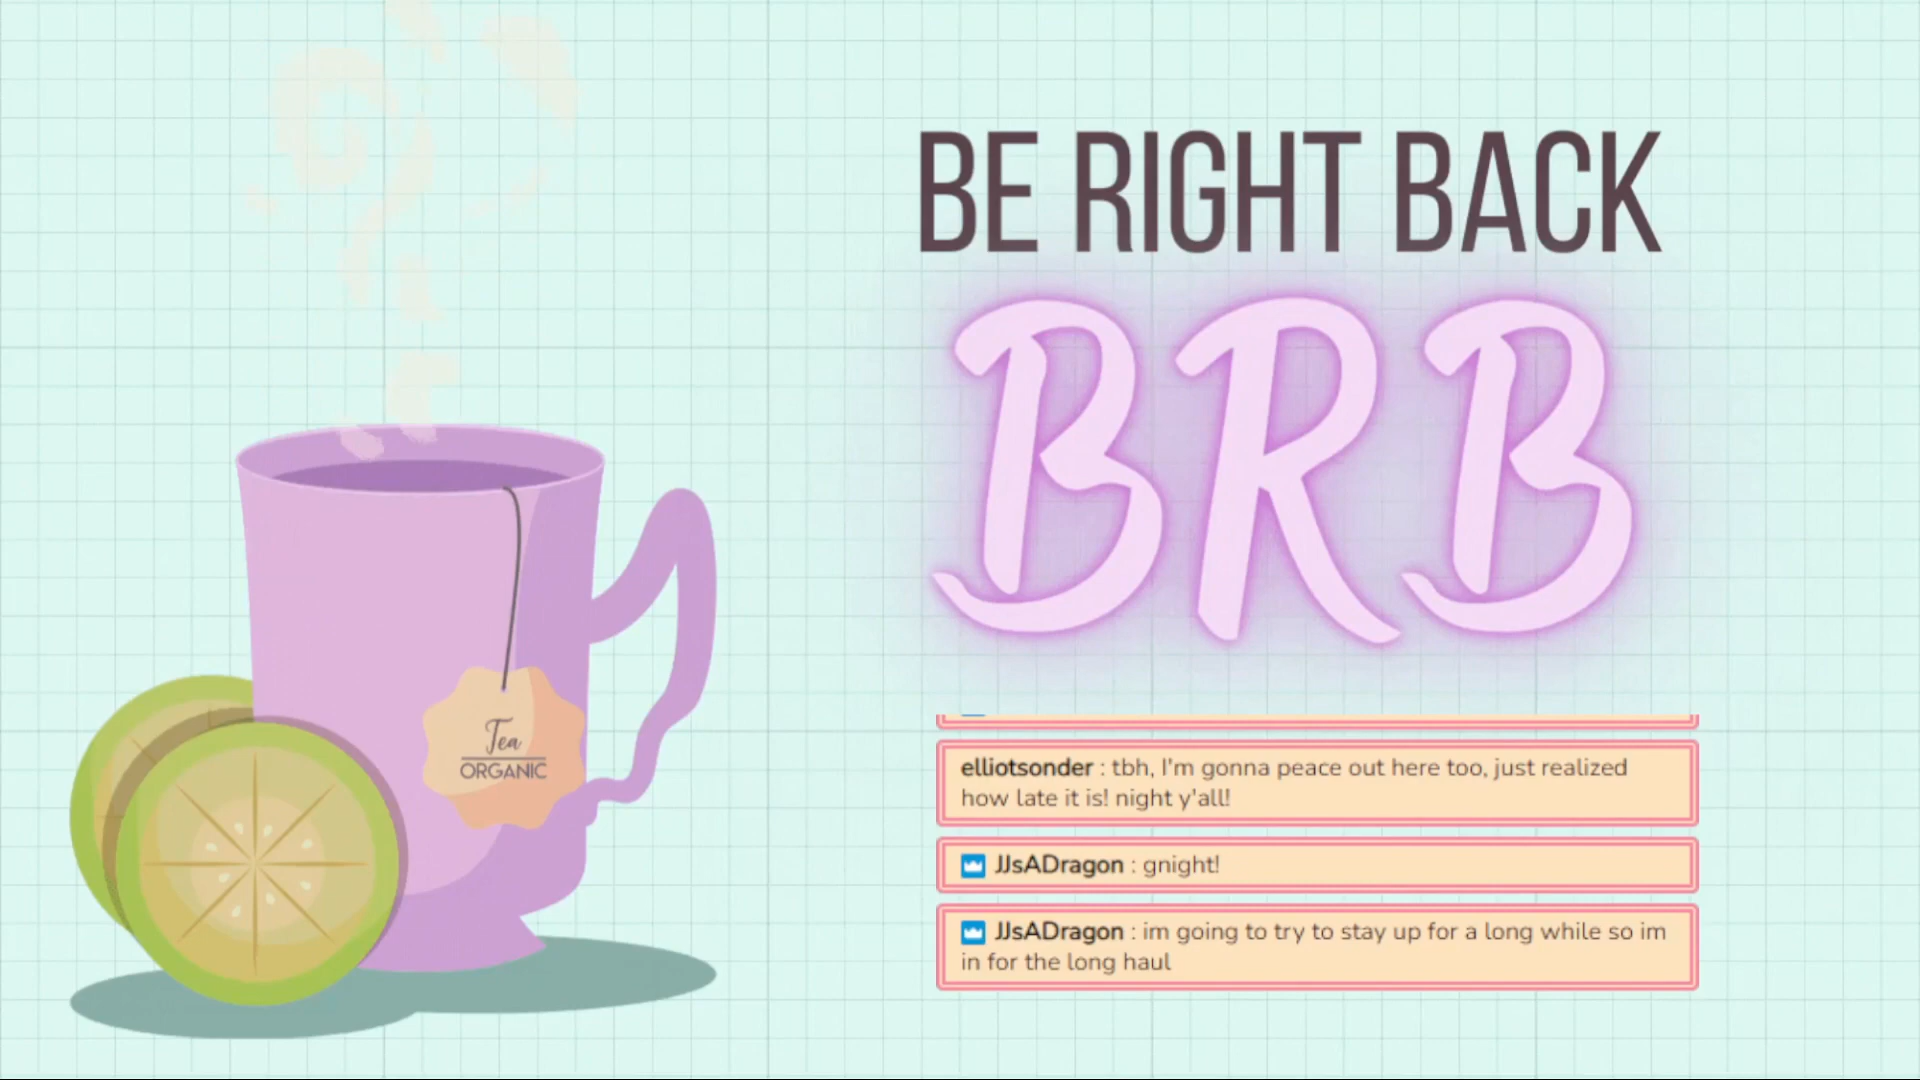 BE RIGHT BACK
BRB
Tea
ORGANIC
elliotsonder : tbh, I'm gonna peace out here too, just realized
how late it is! night y'all!
JJsADragon : gnight!
JJsADragon : im going to try to stay up for a long while so im
in for the long haul